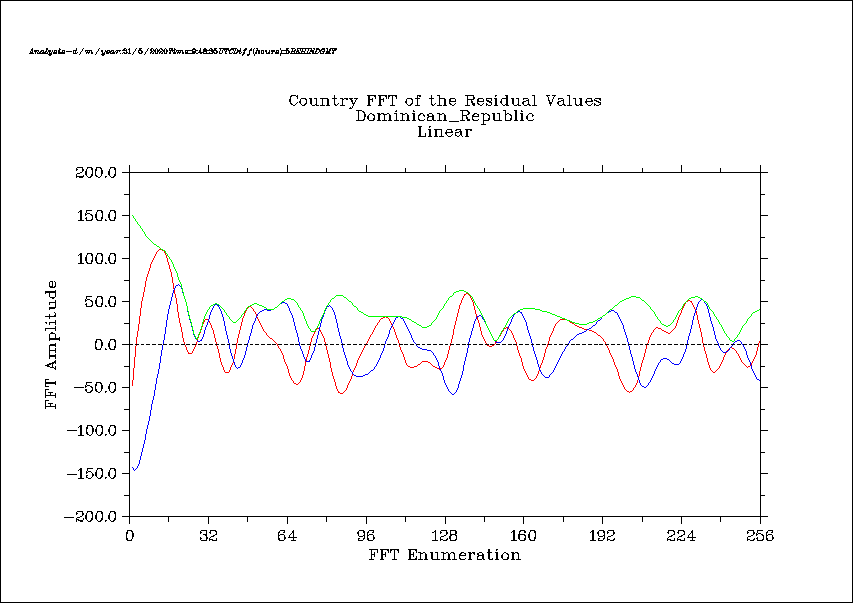 Analysis-d/m/year:31/5/2020Time:9:48:35UTCDiff(hours):5BEHINDGMT
Country FFT of the Residual Values
Dominican_Republic
Linear
200.0
150.0
100.0
50.0
0.0
-50.0
-100.0
-150.0
-200.0
FFT Amplitude
0 32 64 96 128 160 192 224 256
FFT Enumeration